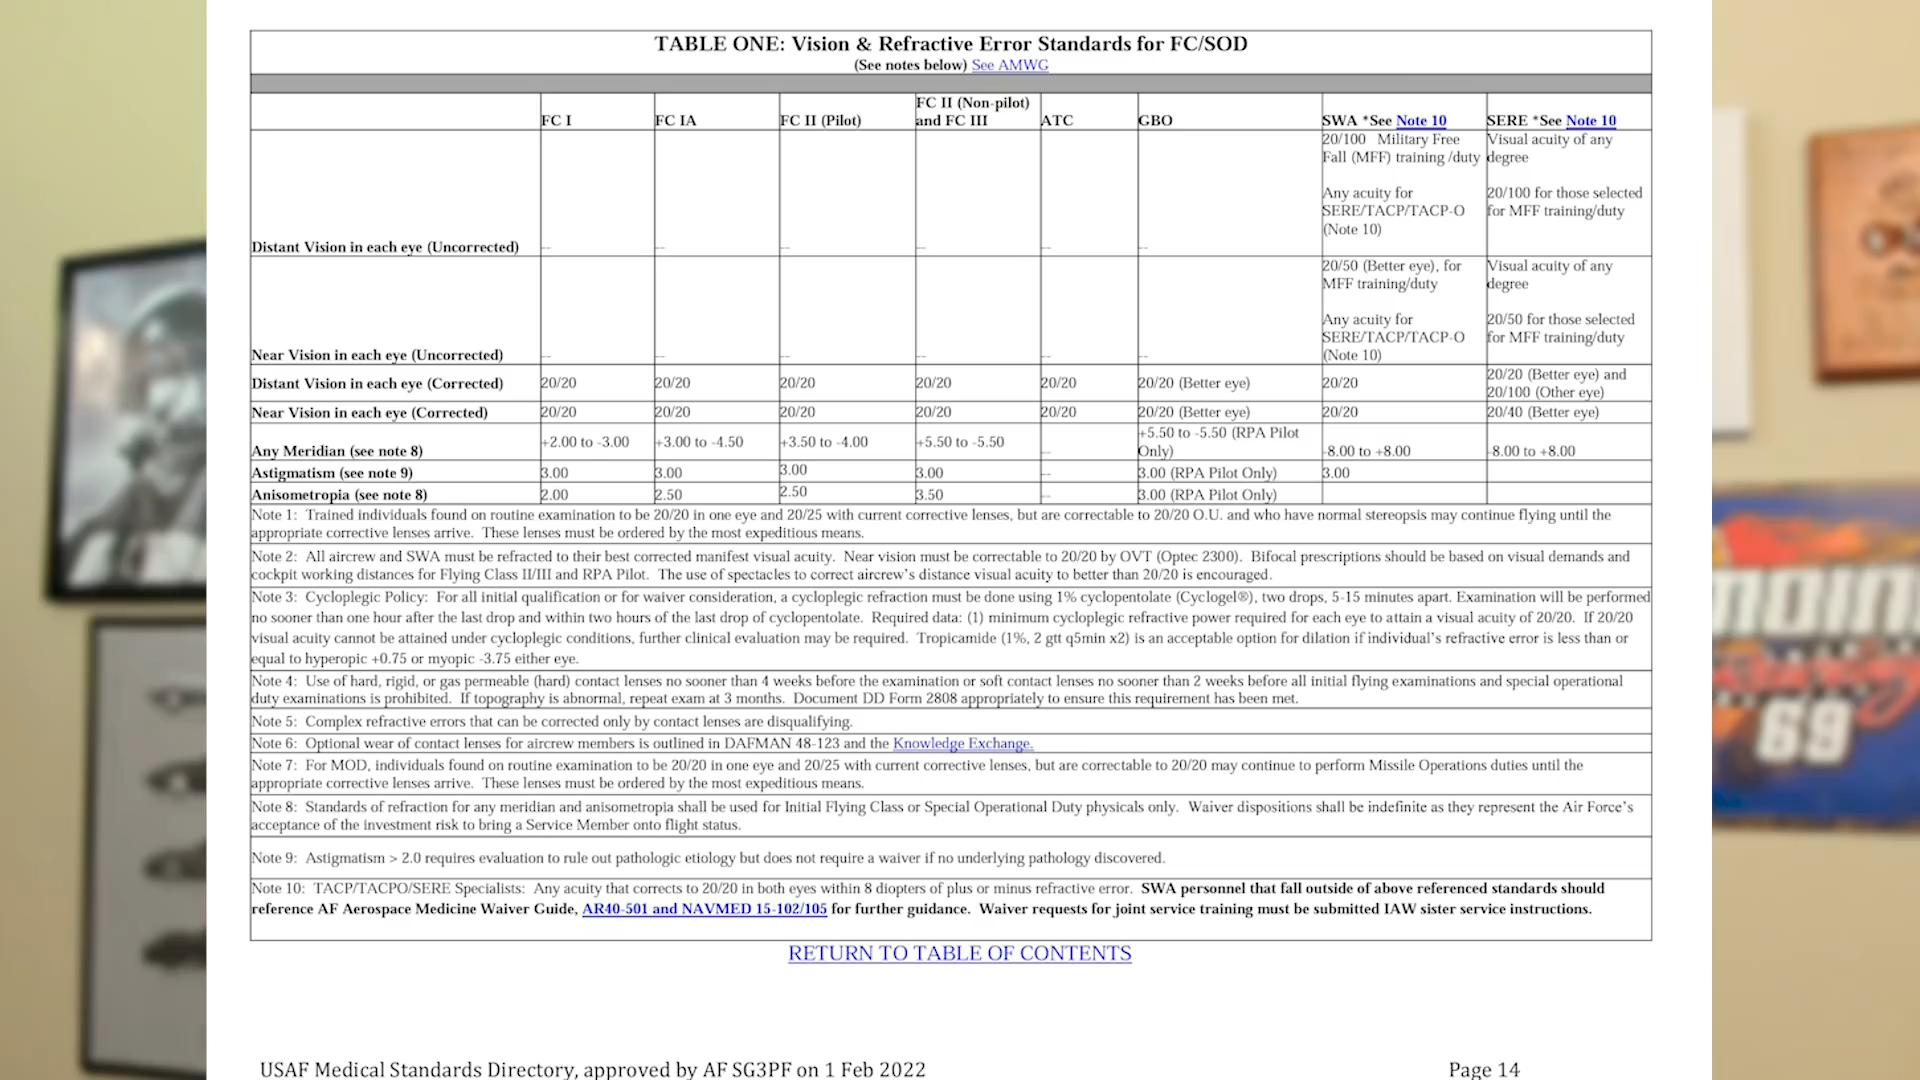 TABLE ONE: Vision & Refractive Error Standards for FC/SOD
(See notes below) See AMWG
FC I
FC IA
FC II (Pilot)
FC II (Non-pilot)
and FC III
ATC
GBO
SWA *See Note 10
SERE *See Note 10
Distant Vision in each eye (Uncorrected)
--
--
--
--
--
--
20/100 Military Free
Fall (MFF) training /duty
Any acuity for
SERE/TACP/TACP-O
(Note 10)
Visual acuity of any
degree
20/100 for those selected
for MFF training/duty
Near Vision in each eye (Uncorrected)
--
--
--
--
--
--
20/50 (Better eye), for
MFF training/duty
Any acuity for
SERE/TACP/TACP-O
(Note 10)
Visual acuity of any
degree
20/50 for those selected
for MFF training/duty
Distant Vision in each eye (Corrected)
20/20
20/20
20/20
20/20
20/20
20/20 (Better eye)
20/20
20/20 (Better eye) and
20/100 (Other eye)
Near Vision in each eye (Corrected)
20/20
20/20
20/20
20/20
20/20
20/20 (Better eye)
20/20
20/40 (Better eye)
Any Meridian (see note 8)
+2.00 to -3.00
+3.00 to -4.50
+3.50 to -4.00
+5.50 to -5.50
--
+5.50 to -5.50 (RPA Pilot
Only)
-8.00 to +8.00
-8.00 to +8.00
Astigmatism (see note 9)
3.00
3.00
3.00
3.00
--
3.00 (RPA Pilot Only)
3.00
Anisometropia (see note 8)
2.00
2.50
2.50
3.50
--
3.00 (RPA Pilot Only)
Note 1: Trained individuals found on routine examination to be 20/20 in one eye and 20/25 with current corrective lenses, but are correctable to 20/20 O.U. and who have normal stereopsis may continue flying until the
appropriate corrective lenses arrive. These lenses must be ordered by the most expeditious means.
Note 2: All aircrew and SWA must be refracted to their best corrected manifest visual acuity. Near vision must be correctable to 20/20 by OVT (Optec 2300). Bifocal prescriptions should be based on visual demands and
cockpit working distances for Flying Class II/III and RPA Pilot. The use of spectacles to correct aircrew's distance visual acuity to better than 20/20 is encouraged.
Note 3: Cycloplegic Policy: For all initial qualification or for waiver consideration, a cycloplegic refraction must be done using 1% cyclopentolate (Cyclogel®), two drops, 5-15 minutes apart. Examination will be performed
no sooner than one hour after the last drop and within two hours of the last drop of cyclopentolate. Required data: (1) minimum cycloplegic refractive power required for each eye to attain a visual acuity of 20/20. If 20/20
visual acuity cannot be attained under cycloplegic conditions, further clinical evaluation may be required. Tropicamide (1%, 2 gtt q5min x2) is an acceptable option for dilation if individual's refractive error is less than or
equal to hyperopic +0.75 or myopic -3.75 either eye.
Note 4: Use of hard, rigid, or gas permeable (hard) contact lenses no sooner than 4 weeks before the examination or soft contact lenses no sooner than 2 weeks before all initial flying examinations and special operational
duty examinations is prohibited. If topography is abnormal, repeat exam at 3 months. Document DD Form 2808 appropriately to ensure this requirement has been met.
Note 5: Complex refractive errors that can be corrected only by contact lenses are disqualifying.
Note 6: Optional wear of contact lenses for aircrew members is outlined in DAFMAN 48-123 and the Knowledge Exchange.
Note 7: For MOD, individuals found on routine examination to be 20/20 in one eye and 20/25 with current corrective lenses, but are correctable to 20/20 may continue to perform Missile Operations duties until the
appropriate corrective lenses arrive. These lenses must be ordered by the most expeditious means.
Note 8: Standards of refraction for any meridian and anisometropia shall be used for Initial Flying Class or Special Operational Duty physicals only. Waiver dispositions shall be indefinite as they represent the Air Force's
acceptance of the investment risk to bring a Service Member onto flight status.
Note 9: Astigmatism > 2.0 requires evaluation to rule out pathologic etiology but does not require a waiver if no underlying pathology discovered.
Note 10: TACP/TACPO/SERE Specialists: Any acuity that corrects to 20/20 in both eyes within 8 diopters of plus or minus refractive error. SWA personnel that fall outside of above referenced standards should
reference AF Aerospace Medicine Waiver Guide, AR40-501 and NAVMED 15-102/105 for further guidance. Waiver requests for joint service training must be submitted IAW sister service instructions.
RETURN TO TABLE OF CONTENTS
USAF Medical Standards Directory, approved by AF SG3PF on 1 Feb 2022
Page 14
69